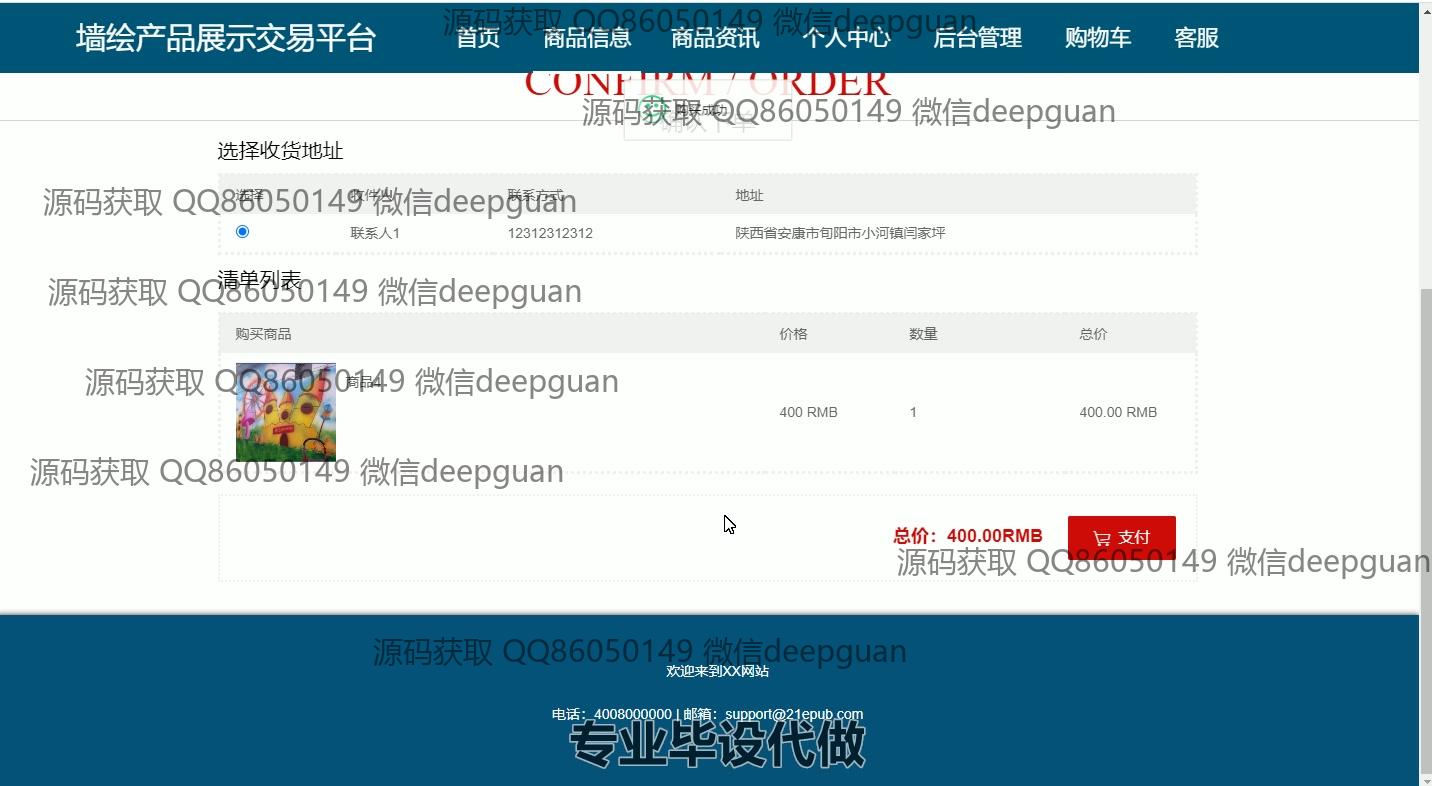 源码获取 QQ86050149 微信deepguan
墙绘产品展示交易平台 首页 商品信息 商品资讯 个人中心 后台管理 购物车 客服
CONFIRM / ORDER
购买成功
源码获取 QQ86050149 微信deepguan
确认下单
选择收货地址
选择 收件人 联系方式 地址
源码获取 QQ86050149 微信deepguan
联系人1 12312312312 陕西省安康市旬阳市小河镇闫家坪
清单列表
源码获取 QQ86050149 微信deepguan
购买商品 价格 数量 总价
源码获取 QQ86050149 微信deepguan
400 RMB 1 400.00 RMB
源码获取 QQ86050149 微信deepguan
总价：400.00RMB 支付
源码获取 QQ86050149 微信deepguan
源码获取 QQ86050149 微信deepguan
欢迎来到XX网站
电话：4008000000 | 邮箱：support@21epub.com
专业毕设代做